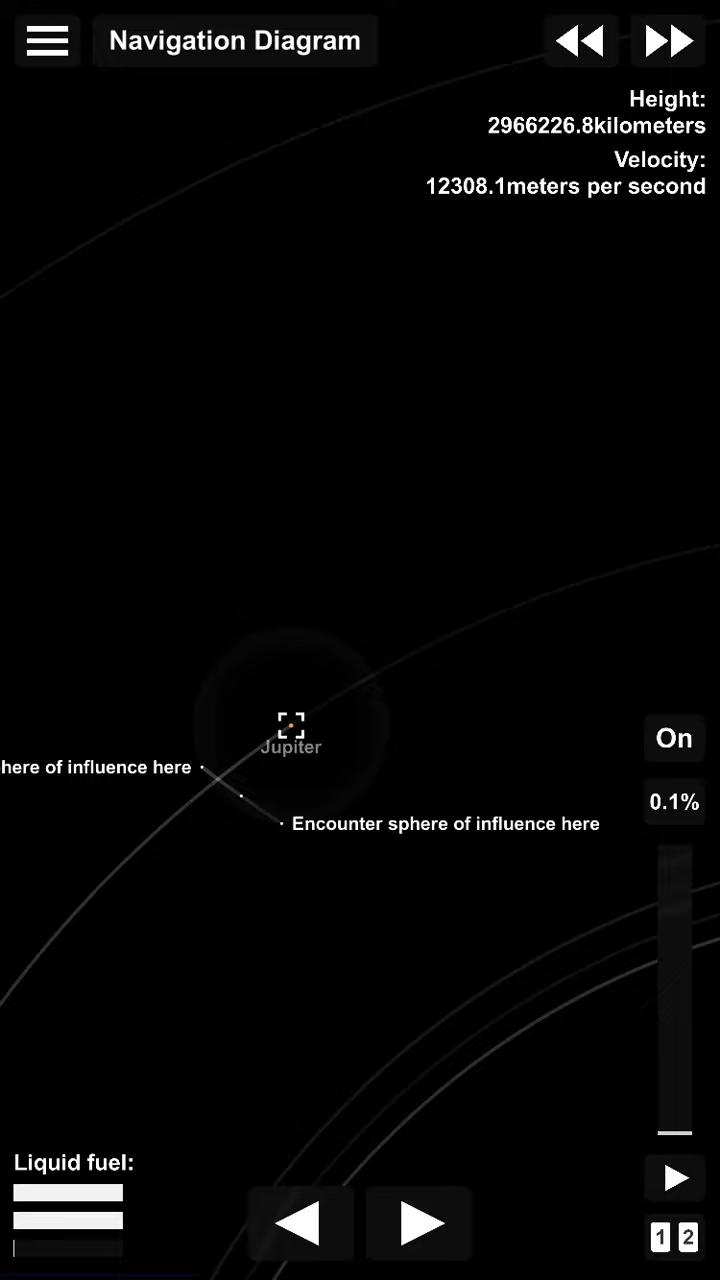 Navigation Diagram
Height:
2966226.8kilometers
Velocity:
12308.1meters per second
Jupiter
here of influence here
Encounter sphere of influence here
On
0.1%
Liquid fuel:
1 2